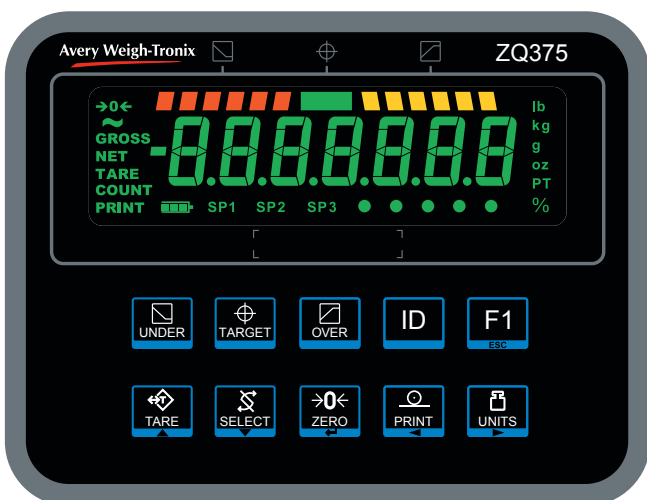 Avery Weigh-Tronix ZQ375
→0← lb
~ kg
GROSS g
NET oz
TARE PT
COUNT %
PRINT SP1 SP2 SP3
-8.8.8.8.8.8.8
UNDER TARGET OVER ID F1
ESC
T
TARE SELECT →0← ZERO PRINT UNITS